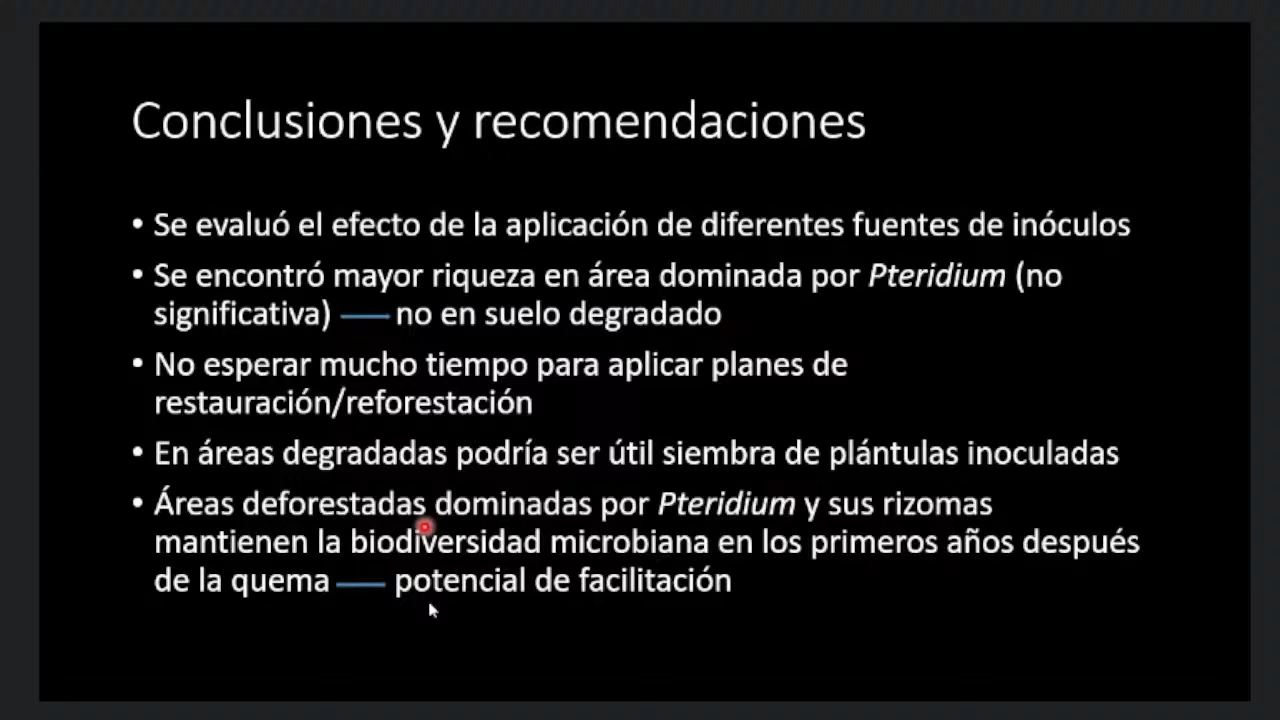 Conclusiones y recomendaciones
• Se evaluó el efecto de la aplicación de diferentes fuentes de inóculos
• Se encontró mayor riqueza en área dominada por Pteridium (no
significativa) — no en suelo degradado
• No esperar mucho tiempo para aplicar planes de
restauración/reforestación
• En áreas degradadas podría ser útil siembra de plántulas inoculadas
• Áreas deforestadas dominadas por Pteridium y sus rizomas
mantienen la biodiversidad microbiana en los primeros años después
de la quema — potencial de facilitación